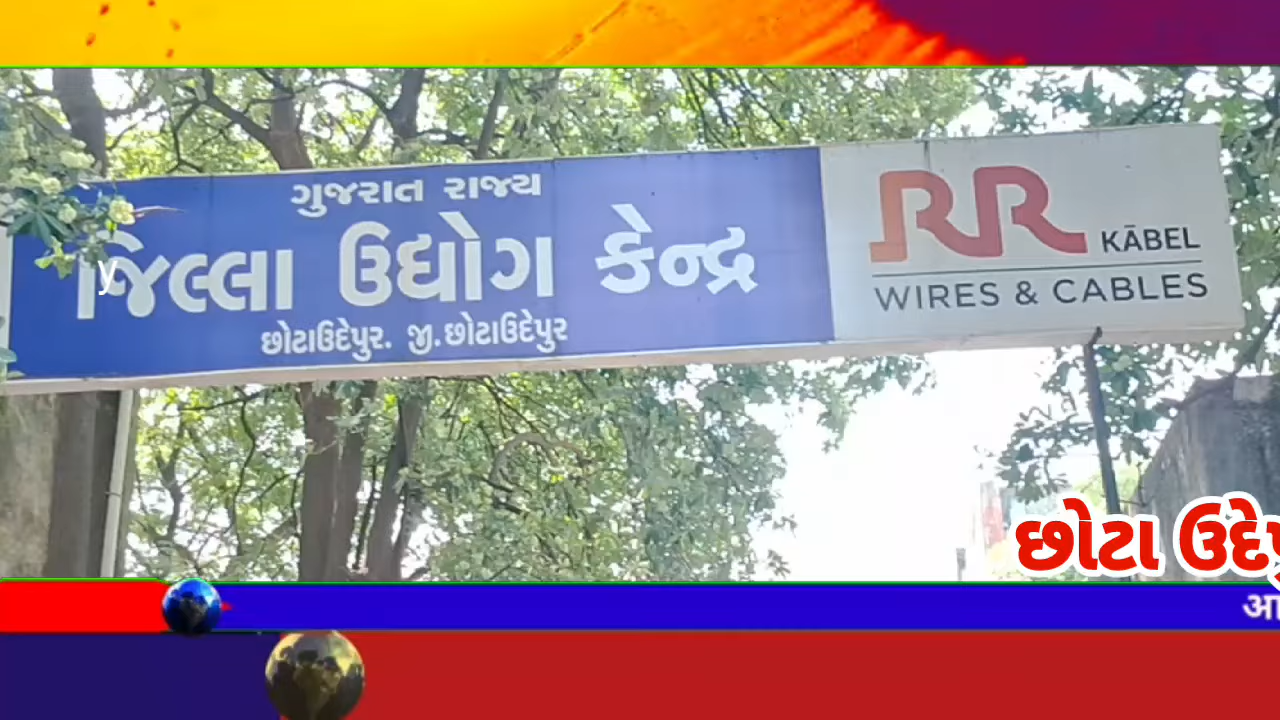 ગુજરાત રાજ્ય
જિલ્લા ઉદ્યોગ કેન્દ્ર
છોટાઉદેપુર. જી. છોટાઉદેપુર
RR KĀBEL
WIRES & CABLES
y
છોટા